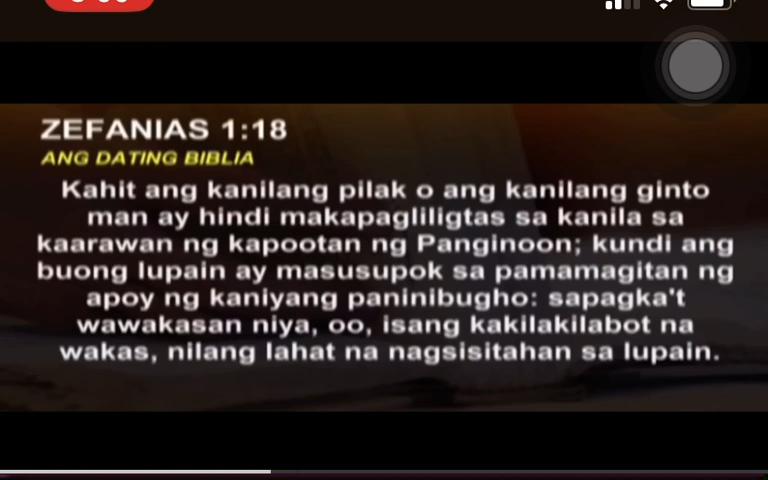 ZEFANIAS 1:18
ANG DATING BIBLIA
Kahit ang kanilang pilak o ang kanilang ginto
man ay hindi makapagliligtas sa kanila sa
kaarawan ng kapootan ng Panginoon; kundi ang
buong lupain ay masusupok sa pamamagitan ng
apoy ng kaniyang paninibugho: sapagka't
wawakasan niya, oo, isang kakilakilabot na
wakas, nilang lahat na nagsisitahan sa lupain.